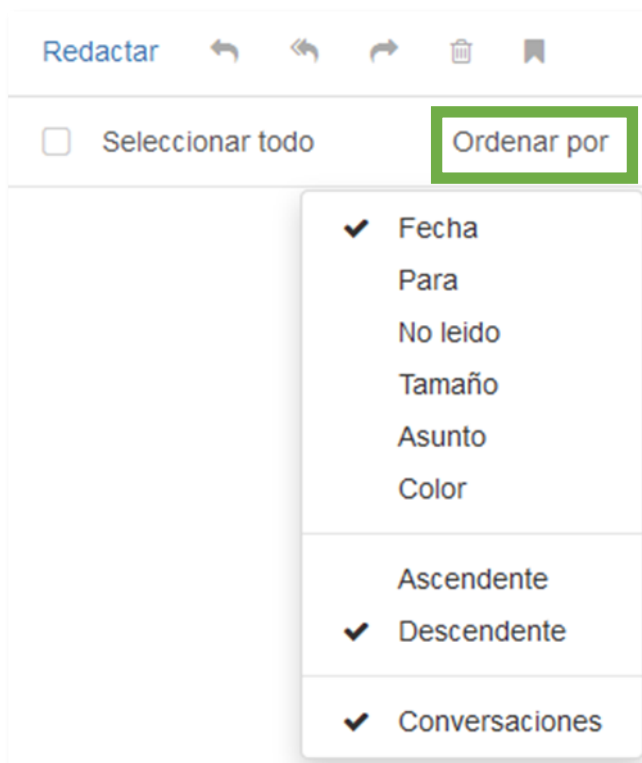 Redactar
Seleccionar todo Ordenar por
Fecha
Para
No leido
Tamaño
Asunto
Color
Ascendente
Descendente
Conversaciones